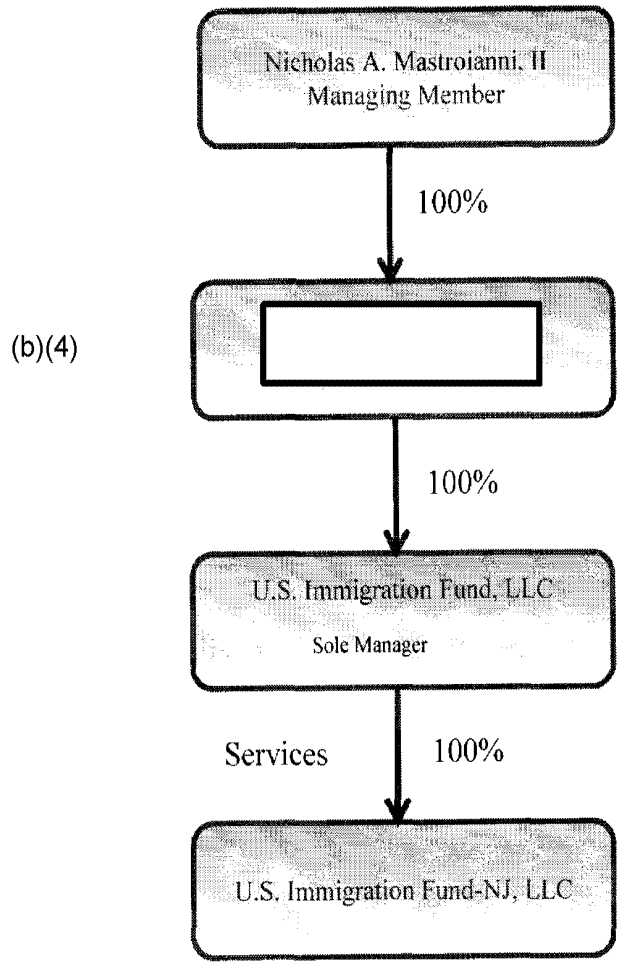 Nicholas A. Mastroianni, II
Managing Member
100%
(b)(4)
100%
U.S. Immigration Fund, LLC
Sole Manager
Services 100%
U.S. Immigration Fund-NJ, LLC